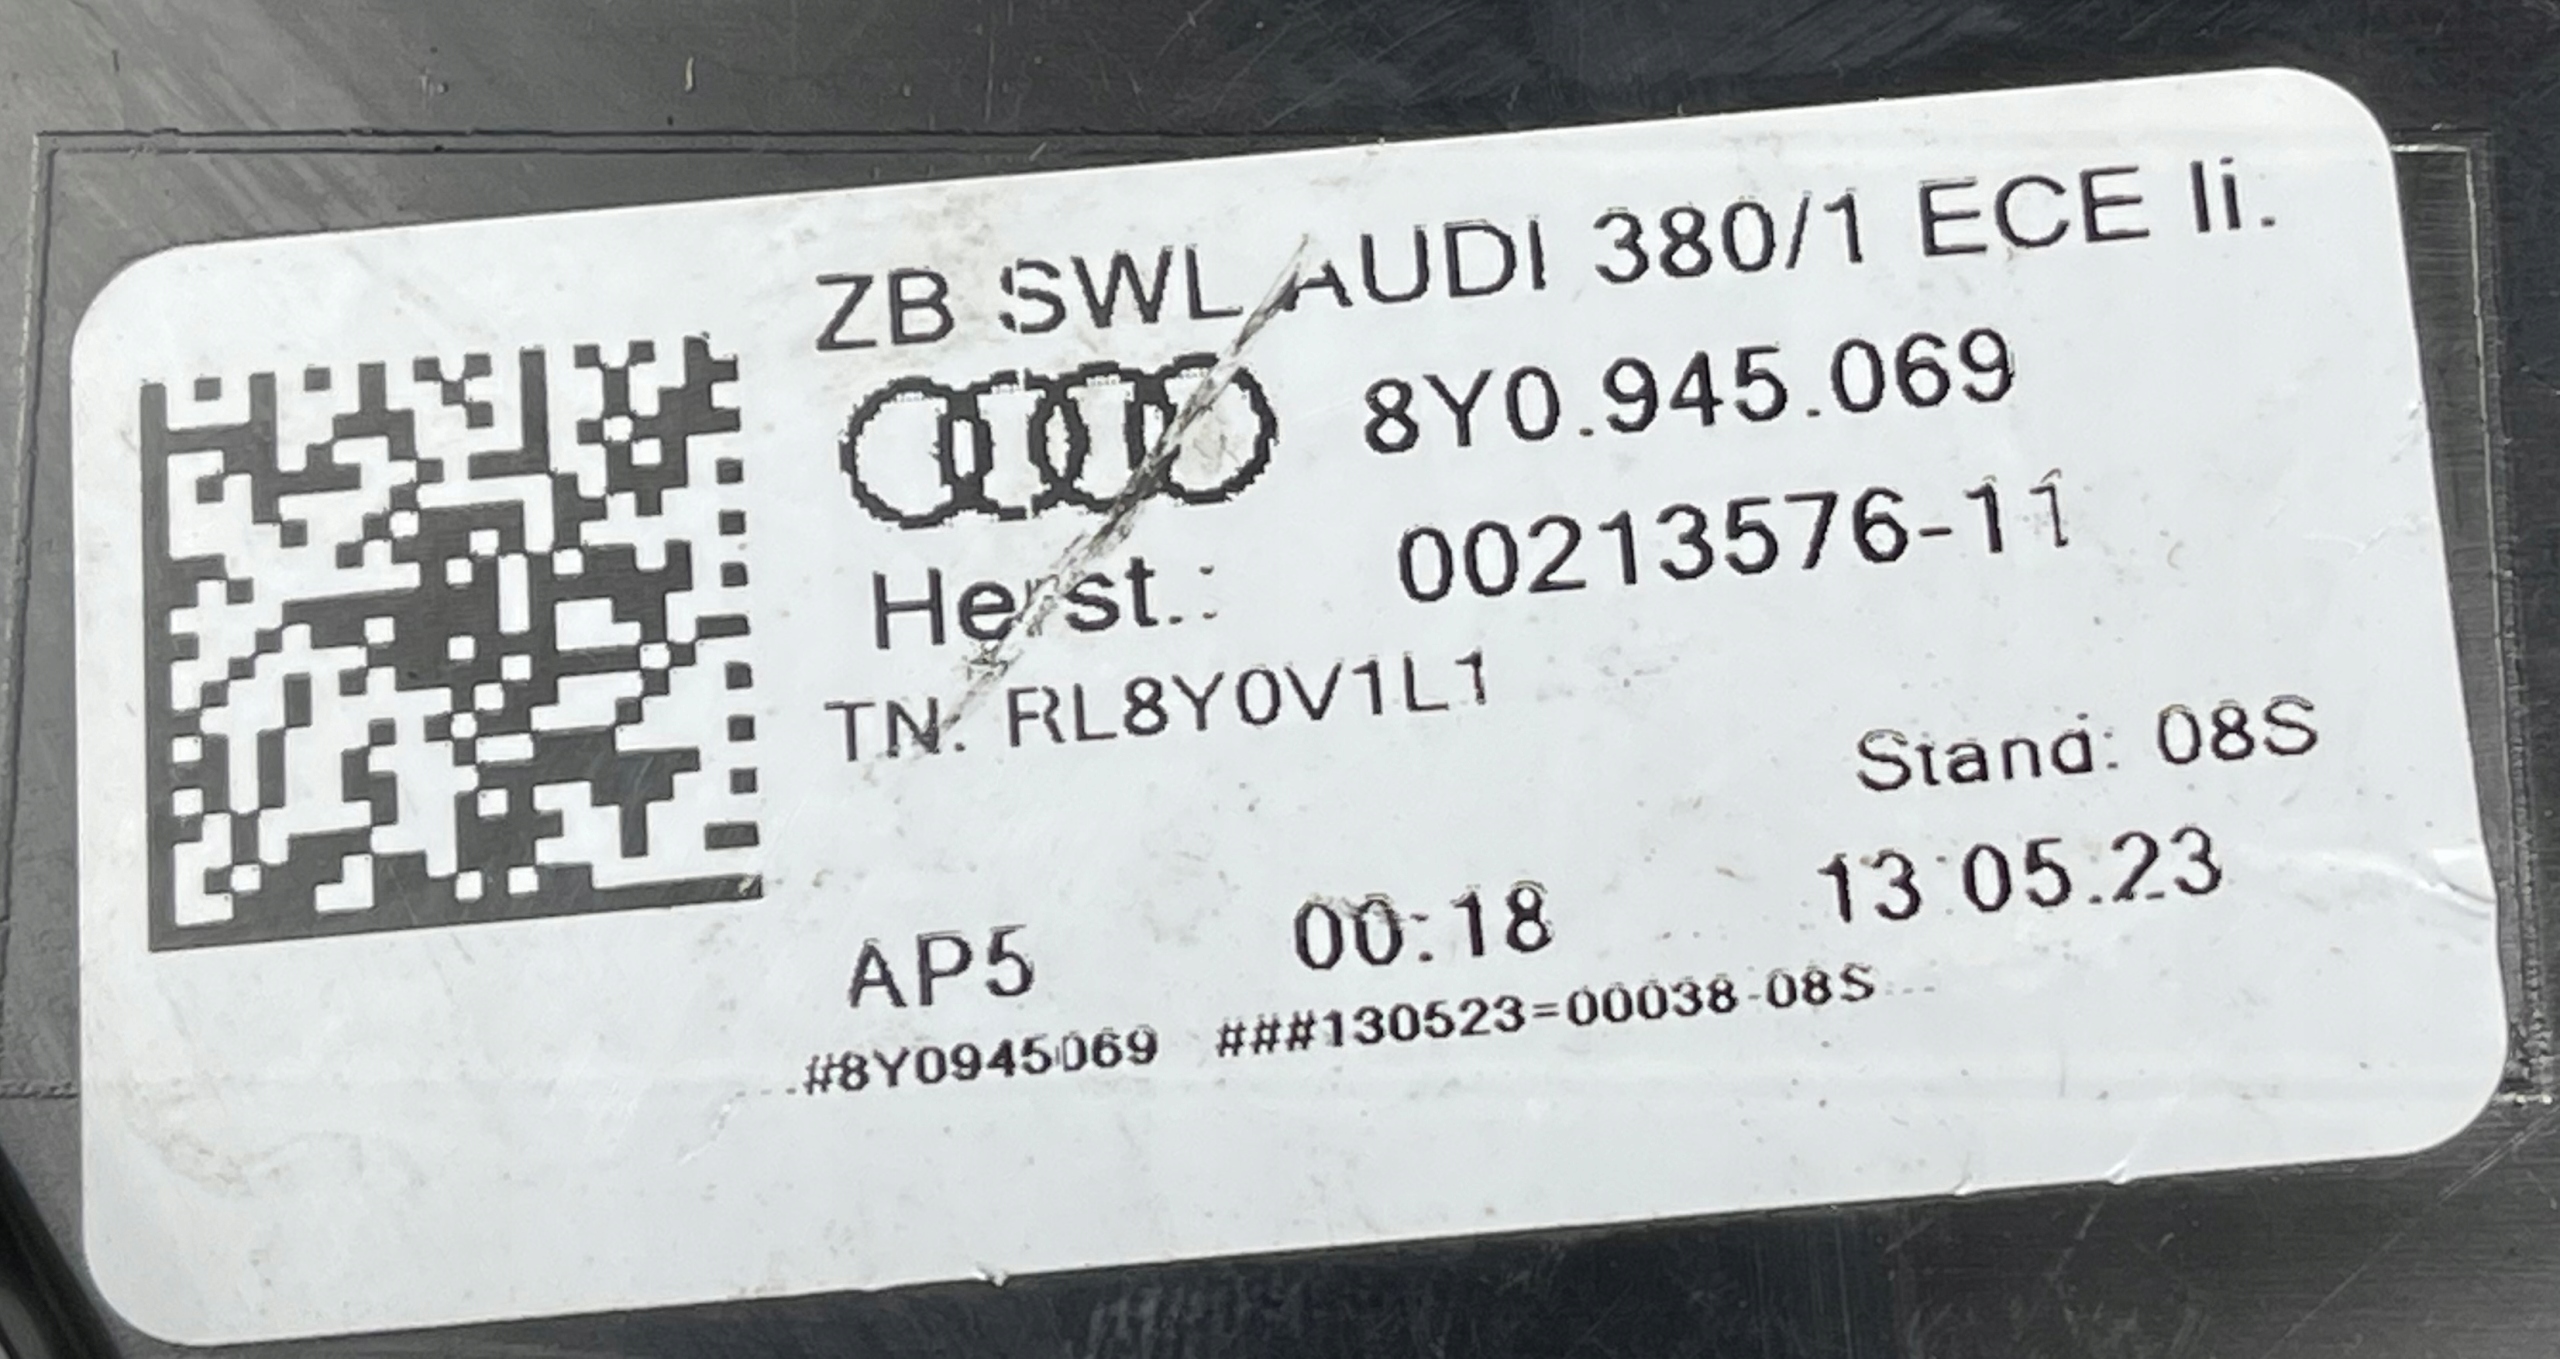 ZB SWL AUDI 380/1 ECE li.
8Y0.945.069
Herst.: 00213576-11
TN. RL8Y0V1L1
Stand: 08S
AP5 00:18 13.05.23
#8Y0945069 ###130523=00038-08S